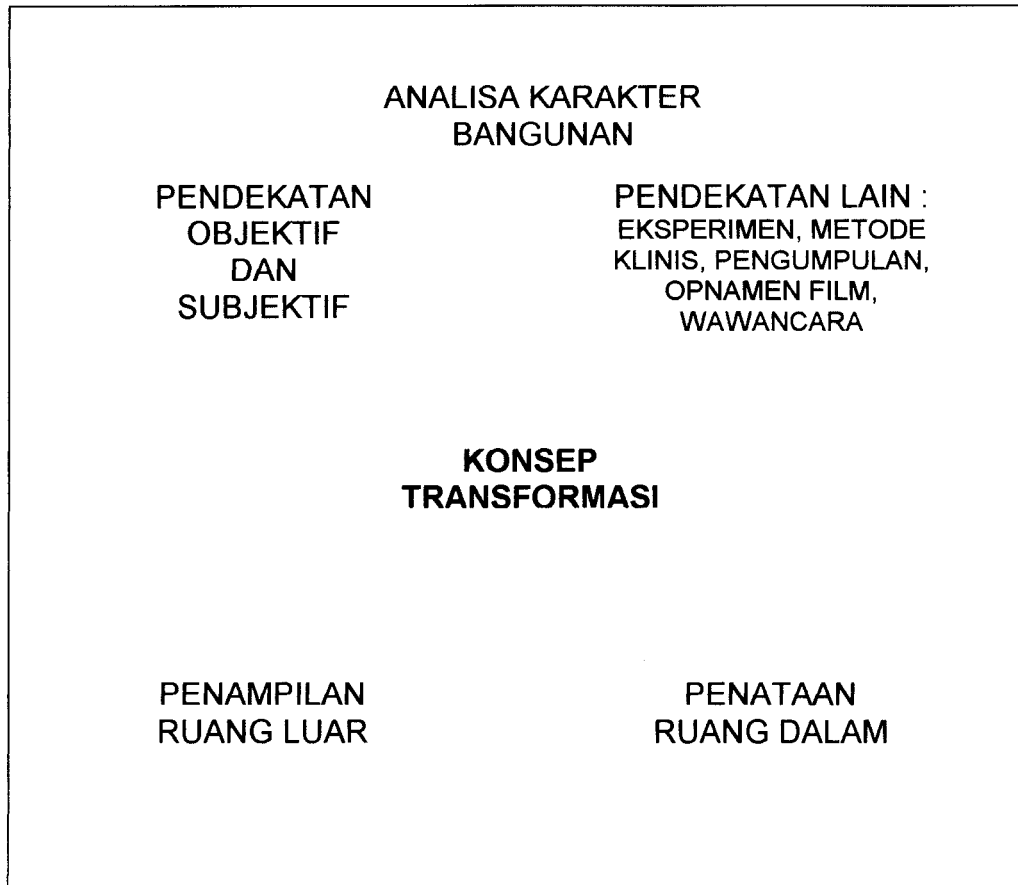 ANALISA KARAKTER
BANGUNAN
PENDEKATAN
OBJEKTIF
DAN
SUBJEKTIF
PENDEKATAN LAIN :
EKSPERIMEN, METODE
KLINIS, PENGUMPULAN,
OPNAMEN FILM,
WAWANCARA
KONSEP
TRANSFORMASI
PENAMPILAN
RUANG LUAR
PENATAAN
RUANG DALAM